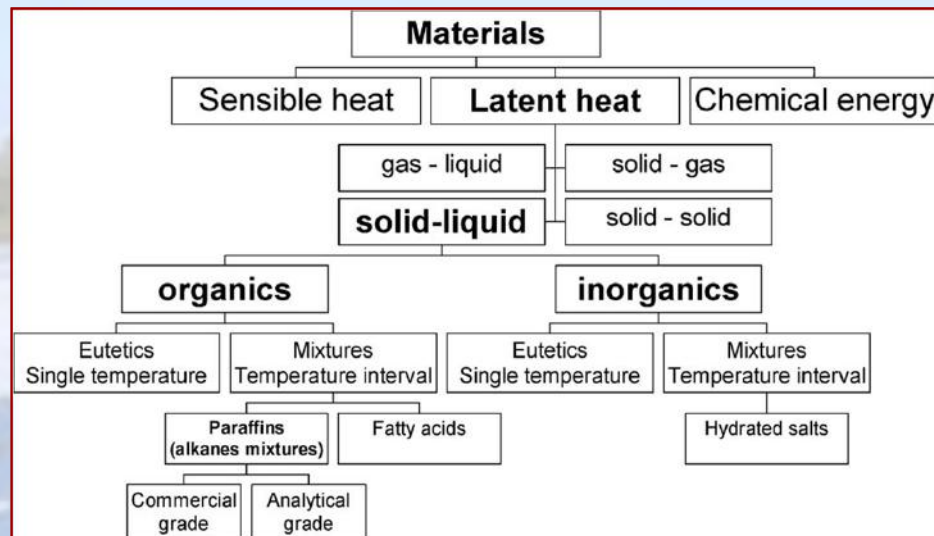 Materials
Sensible heat
Latent heat
Chemical energy
gas - liquid
solid - gas
solid-liquid
solid - solid
organics
inorganics
Eutetics
Single temperature
Mixtures
Temperature interval
Eutetics
Single temperature
Mixtures
Temperature interval
Paraffins
(alkanes mixtures)
Fatty acids
Hydrated salts
Commercial
grade
Analytical
grade